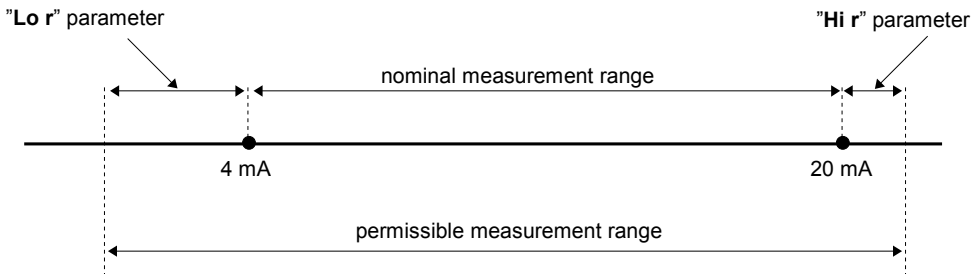 "Lo r" parameter
"Hi r" parameter
nominal measurement range
4 mA
20 mA
permissible measurement range